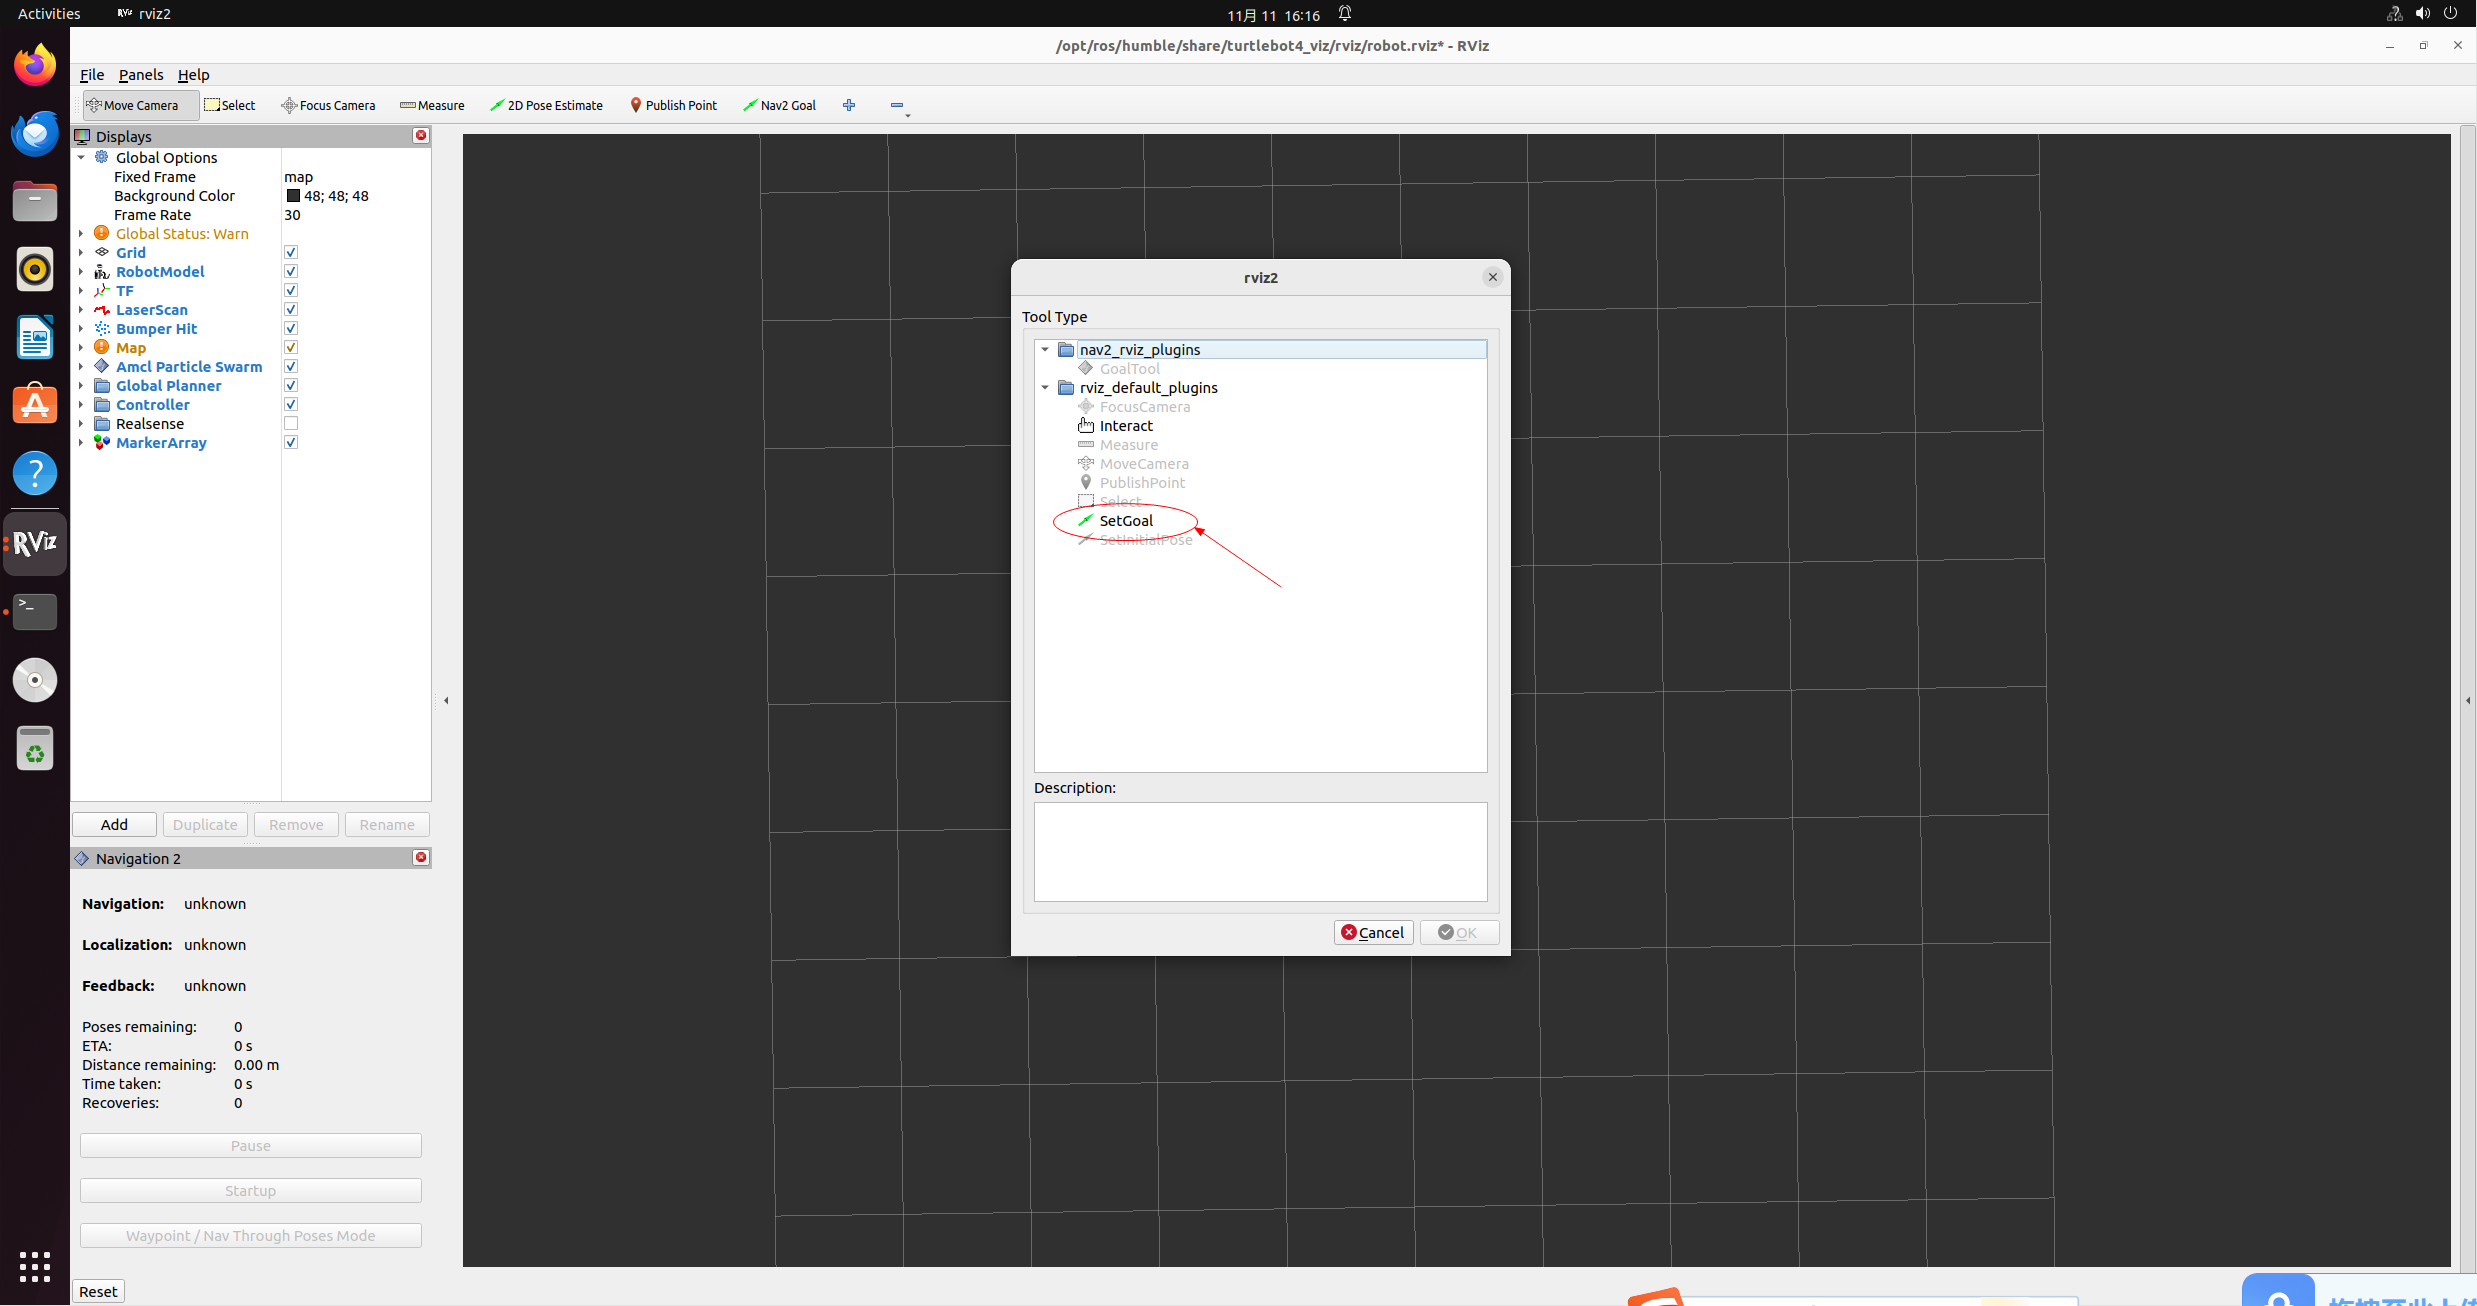 Activities
RViz rviz2
11月 11 16:16
/opt/ros/humble/share/turtlebot4_viz/rviz/robot.rviz* - RViz
File Panels Help
Move Camera Select Focus Camera Measure 2D Pose Estimate Publish Point Nav2 Goal
Displays
Global Options
Fixed Frame map
Background Color 48; 48; 48
Frame Rate 30
Global Status: Warn
Grid
RobotModel
TF
LaserScan
Bumper Hit
Map
Amcl Particle Swarm
Global Planner
Controller
Realsense
MarkerArray
RViz
Add Duplicate Remove Rename
Navigation 2
Navigation: unknown
Localization: unknown
Feedback: unknown
Poses remaining: 0
ETA: 0 s
Distance remaining: 0.00 m
Time taken: 0 s
Recoveries: 0
Pause
Startup
Waypoint / Nav Through Poses Mode
Reset
rviz2
Tool Type
nav2_rviz_plugins
GoalTool
rviz_default_plugins
FocusCamera
Interact
Measure
MoveCamera
PublishPoint
Select
SetGoal
SetInitialPose
Description:
Cancel OK